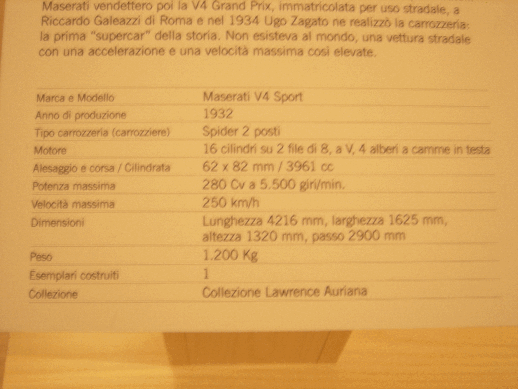 Maserati vendettero poi la V4 Grand Prix, immatricolata per uso stradale, a
Riccardo Galeazzi di Roma e nel 1934 Ugo Zagato ne realizzò la carrozzeria:
la prima "supercar" della storia. Non esisteva al mondo, una vettura stradale
con una accelerazione e una velocità massima così elevate.
Marca e Modello Maserati V4 Sport
Anno di produzione 1932
Tipo carrozzeria (carrozziere) Spider 2 posti
Motore 16 cilindri su 2 file di 8, a V, 4 alberi a camme in testa
Alesaggio e corsa / Cilindrata 62 x 82 mm / 3961 cc
Potenza massima 280 Cv a 5.500 giri/min.
Velocità massima 250 km/h
Dimensioni Lunghezza 4216 mm, larghezza 1625 mm,
altezza 1320 mm, passo 2900 mm
Peso 1.200 Kg
Esemplari costruiti 1
Collezione Collezione Lawrence Auriana